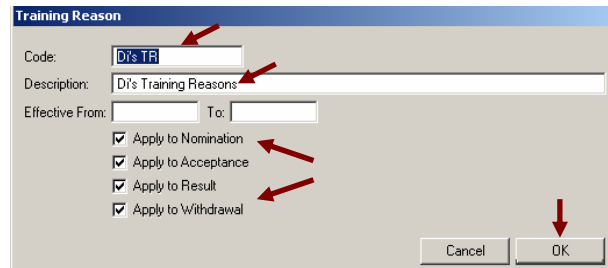 Training Reason
Code: Di's TR
Description: Di's Training Reasons
Effective From: To:
Apply to Nomination
Apply to Acceptance
Apply to Result
Apply to Withdrawal
Cancel OK